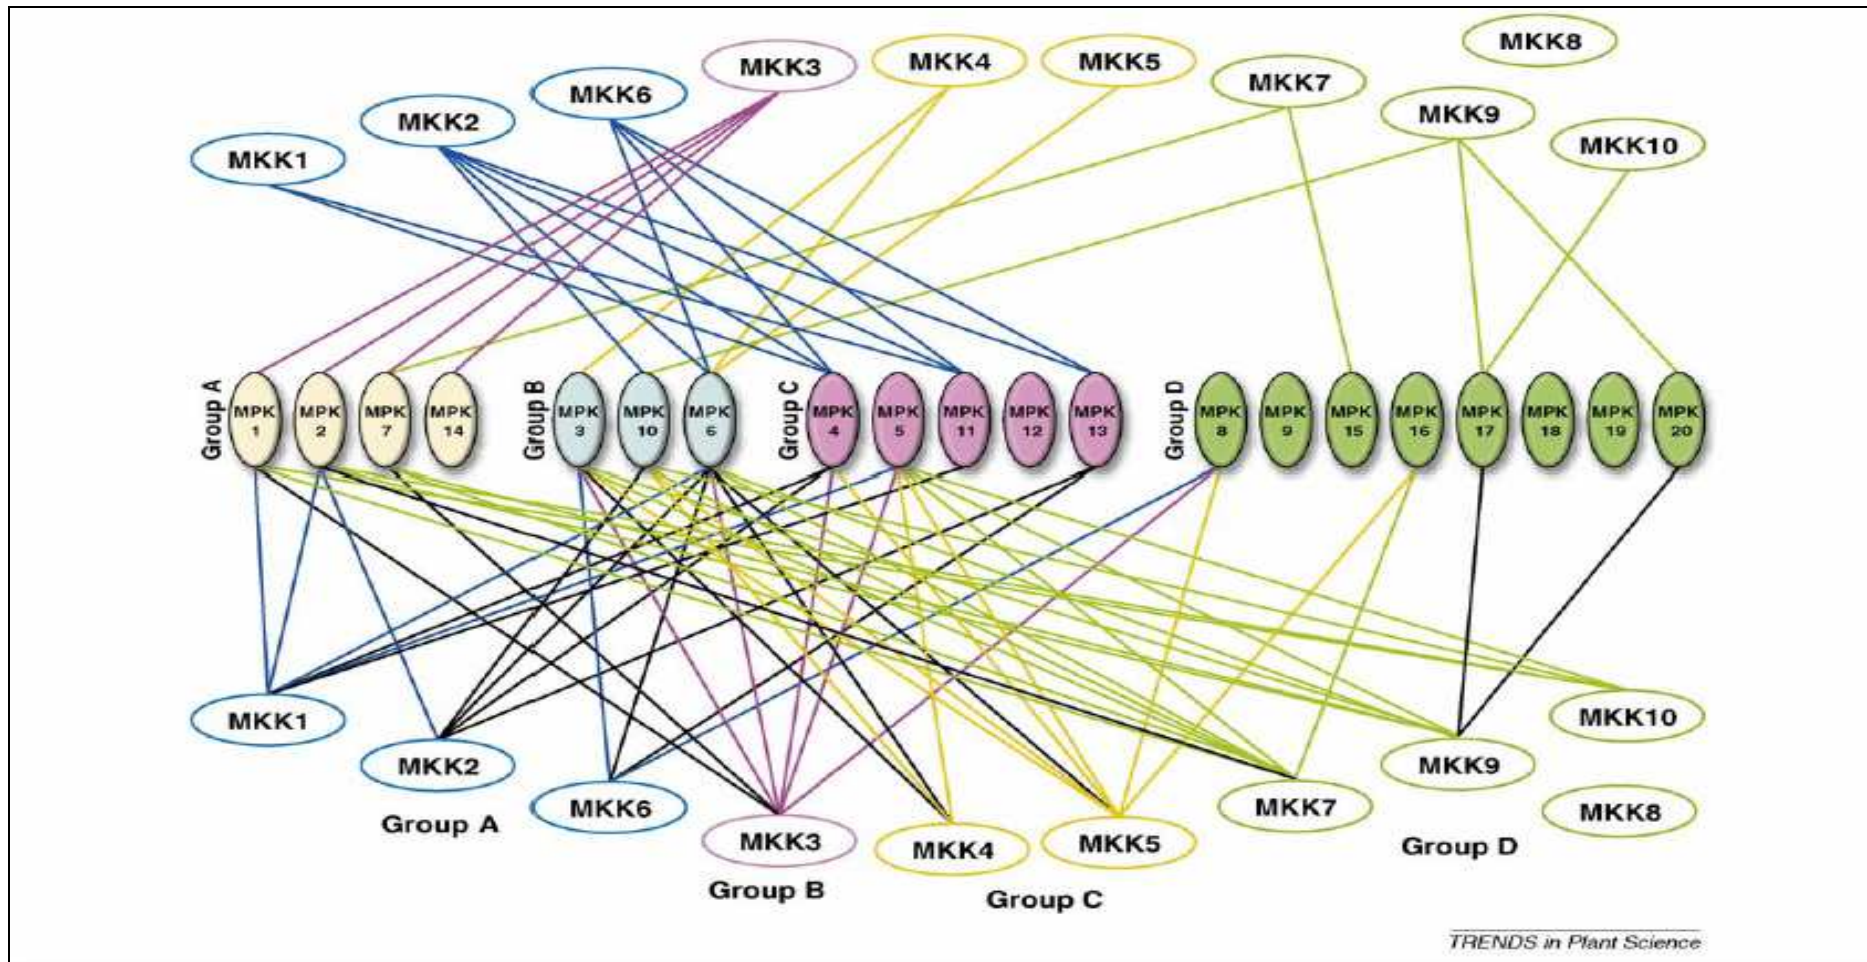 MKK8
MKK3
MKK4
MKK5
MKK7
MKK6
MKK9
MKK2
MKK10
MKK1
Group A
MPK
1
MPK
2
MPK
7
MPK
14
Group B
MPK
3
MPK
10
MPK
6
Group C
MPK
4
MPK
5
MPK
11
MPK
12
MPK
13
Group D
MPK
8
MPK
9
MPK
15
MPK
16
MPK
17
MPK
18
MPK
19
MPK
20
MKK1
MKK2
Group A
MKK6
MKK3
Group B
MKK4
MKK5
Group C
MKK7
MKK10
MKK9
MKK8
Group D
TRENDS in Plant Science